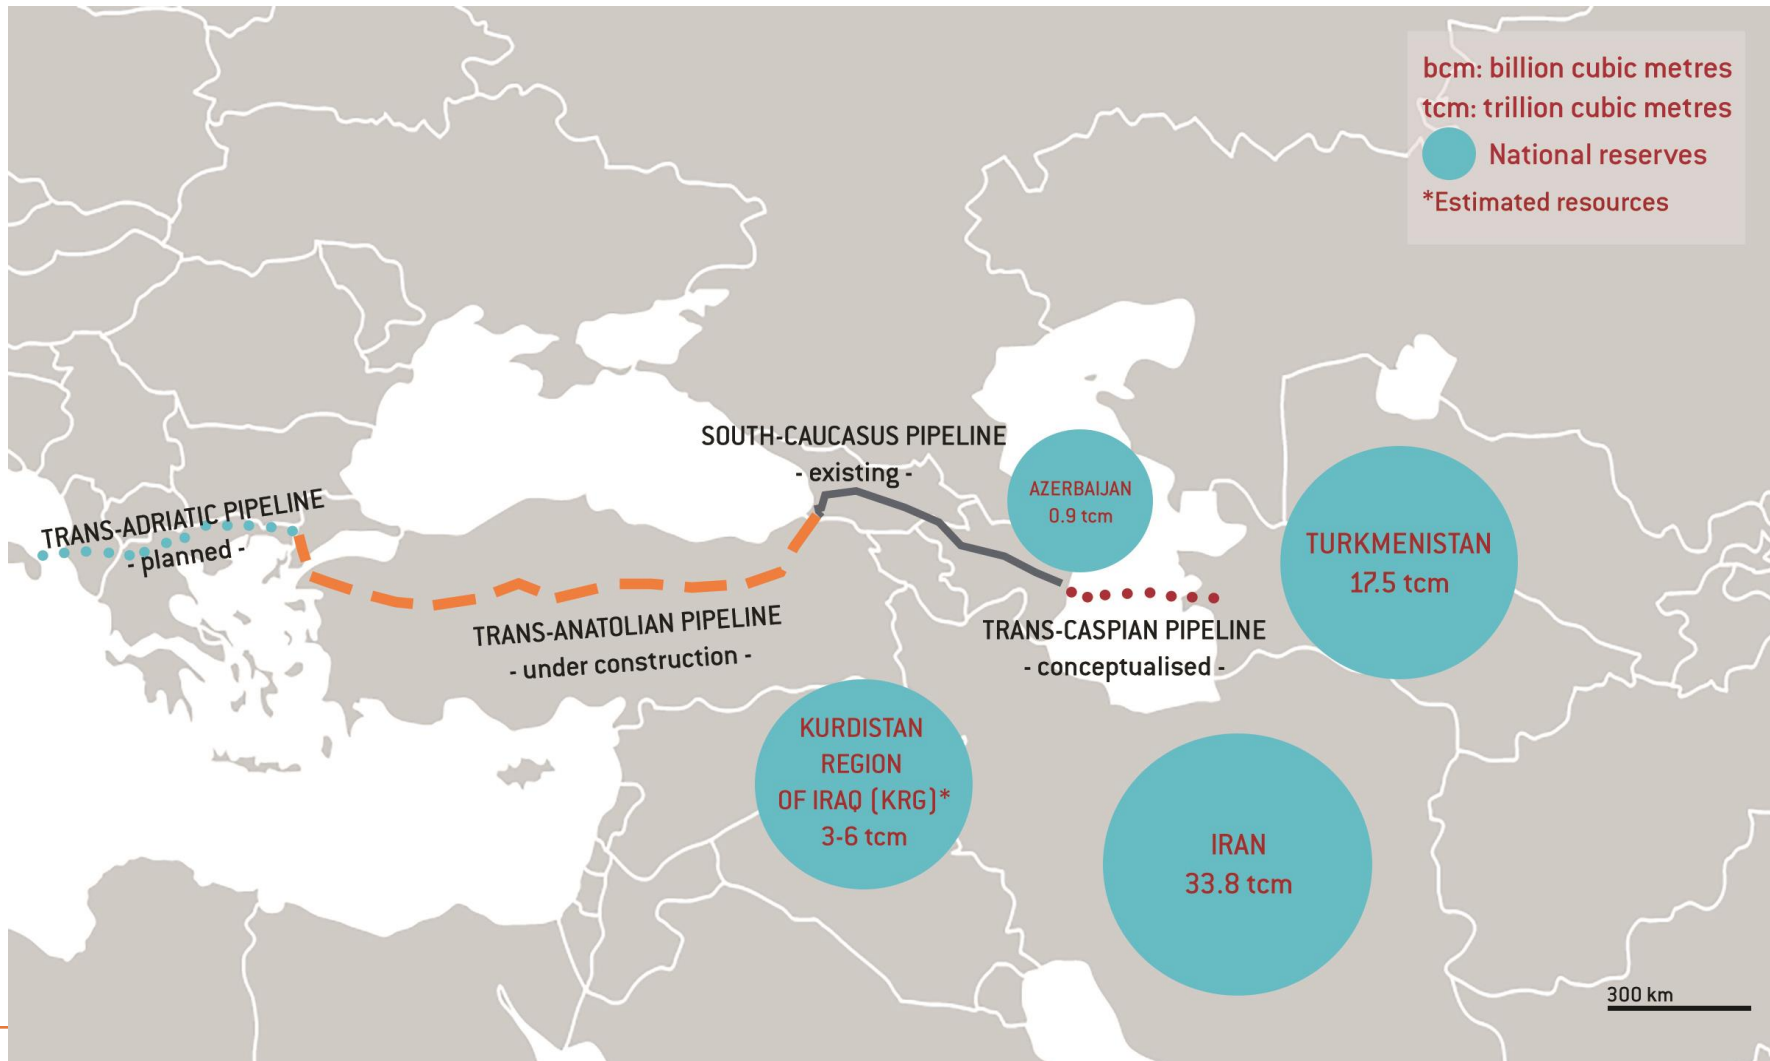 bcm: billion cubic metres
tcm: trillion cubic metres
National reserves
*Estimated resources
SOUTH-CAUCASUS PIPELINE
- existing -
AZERBAIJAN
0.9 tcm
TURKMENISTAN
17.5 tcm
TRANS-ADRIATIC PIPELINE
- planned -
TRANS-ANATOLIAN PIPELINE
- under construction -
TRANS-CASPIAN PIPELINE
- conceptualised -
KURDISTAN
REGION
OF IRAQ (KRG)*
3-6 tcm
IRAN
33.8 tcm
300 km